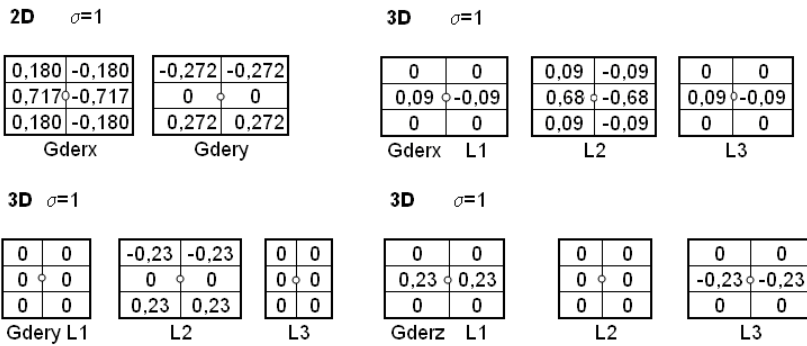 2D σ=1
0,180 -0,180
0,717 -0,717
0,180 -0,180
Gderx
-0,272 -0,272
0 0
0,272 0,272
Gdery
3D σ=1
0 0
0,09 -0,09
0 0
Gderx L1
0,09 -0,09
0,68 -0,68
0,09 -0,09
L2
0 0
0,09 -0,09
0 0
L3
3D σ=1
0 0
0 0
0 0
Gdery L1
-0,23 -0,23
0 0
0,23 0,23
L2
0 0
0 0
0 0
L3
3D σ=1
0 0
0,23 0,23
0 0
Gderz L1
0 0
0 0
0 0
L2
0 0
-0,23 -0,23
0 0
L3